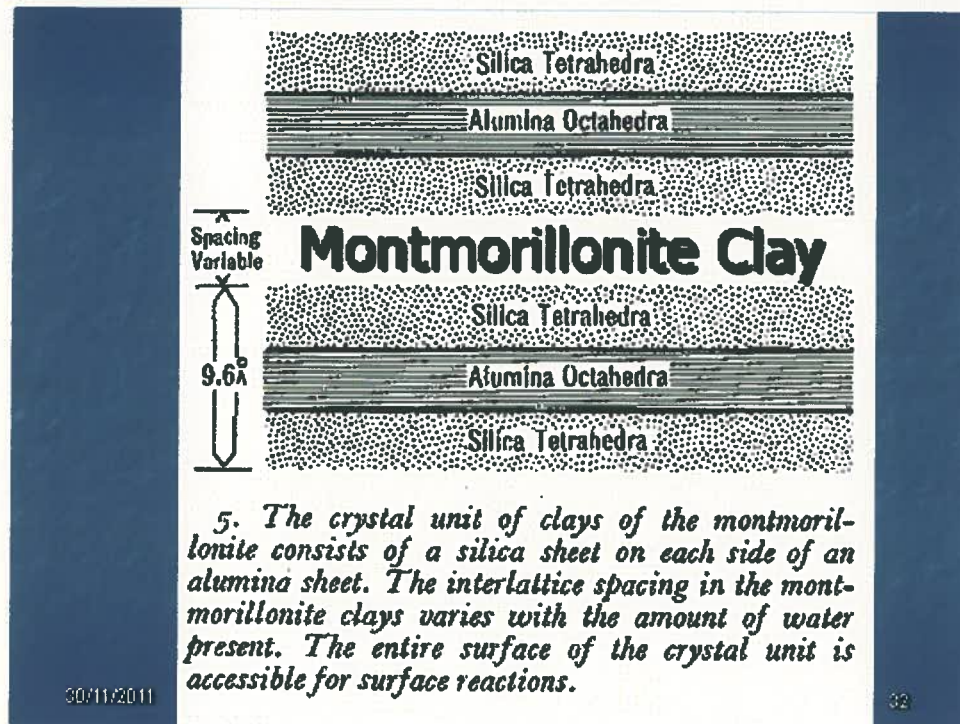 Silica Tetrahedra
Alumina Octahedra
Silica Tetrahedra
Spacing
Variable
Montmorillonite Clay
Silica Tetrahedra
9.6Å
Alumina Octahedra
Silica Tetrahedra
5. The crystal unit of clays of the montmoril-
lonite consists of a silica sheet on each side of an
alumina sheet. The interlattice spacing in the mont-
morillonite clays varies with the amount of water
present. The entire surface of the crystal unit is
accessible for surface reactions.
30/11/2011
32